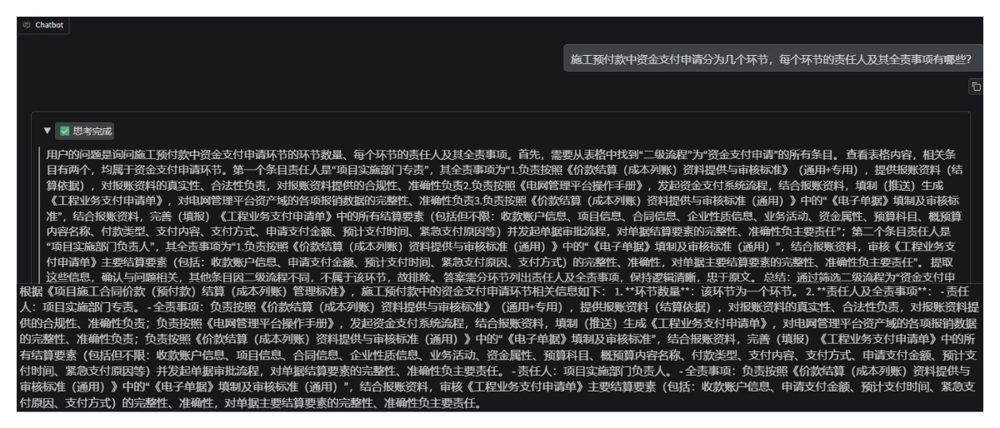 Chatbot
施工预付款中资金支付申请分为几个环节，每个环节的责任人及其全责事项有哪些?
▼ ✅ 思考完成
用户的问题是询问施工预付款中资金支付申请环节的环节数量、每个环节的责任人及其全责事项。首先，需要从表格中找到“二级流程”为“资金支付申请”的所有条目。查看表格内容，相关条
目有两个，均属于资金支付申请环节。第一个条目责任人是“项目实施部门专责”，其全责事项为“1.负责按照《价款结算（成本列账）资料提供与审核标准》（通用+专用），提供报账资料（结
算依据），对报账资料的真实性、合法性负责，对报账资料提供的合规性、准确性负责2.负责按照《电网管理平台操作手册》，发起资金支付系统流程，结合报账资料，填制（推送）生成
《工程业务支付申请单》，对电网管理平台资产域的各项报销数据的完整性、准确性负责3.负责按照《价款结算（成本列账）资料提供与审核标准（通用）》中的“《电子单据》填制及审核标
准”，结合报账资料，完善（填报）《工程业务支付申请单》中的所有结算要素（包括但不限：收款账户信息、项目信息、合同信息、企业性质信息、业务活动、资金属性、预算科目、概预算
内容名称、付款类型、支付内容、支付方式、申请支付金额、预计支付时间、紧急支付原因等）并发起单据审批流程，对单据结算要素的完整性、准确性负主要责任”；第二个条目责任人是
“项目实施部门负责人”，其全责事项为“1.负责按照《价款结算（成本列账）资料提供与审核标准（通用）》中的“《电子单据》填制及审核标准（通用）”，结合报账资料，审核《工程业务支
付申请单》主要结算要素（包括：收款账户信息、申请支付金额、预计支付时间、紧急支付原因、支付方式）的完整性、准确性，对单据主要结算要素的完整性、准确性负主要责任”。提取
这些信息，确认与问题相关，其他条目因二级流程不同，不属于该环节，故排除。答案需分环节列出责任人及全责事项，保持逻辑清晰，忠于原文。总结：通过筛选二级流程为“资金支付申
根据《项目施工合同价款（预付款）结算（成本列账）管理标准》，施工预付款中的资金支付申请环节相关信息如下： 1. **环节数量**：该环节为一个环节。 2. **责任人及全责事项**： - 责任
人：项目实施部门专责。 - 全责事项：负责按照《价款结算（成本列账）资料提供与审核标准》（通用+专用），提供报账资料（结算依据），对报账资料的真实性、合法性负责，对报账资料提
供的合规性、准确性负责；负责按照《电网管理平台操作手册》，发起资金支付系统流程，结合报账资料，填制（推送）生成《工程业务支付申请单》，对电网管理平台资产域的各项报销数据
的完整性、准确性负责；负责按照《价款结算（成本列账）资料提供与审核标准（通用）》中的“《电子单据》填制及审核标准”，结合报账资料，完善（填报）《工程业务支付申请单》中的所
有结算要素（包括但不限：收款账户信息、项目信息、合同信息、企业性质信息、业务活动、资金属性、预算科目、概预算内容名称、付款类型、支付内容、支付方式、申请支付金额、预计支
付时间、紧急支付原因等）并发起单据审批流程，对单据结算要素的完整性、准确性负主要责任。 - 责任人：项目实施部门负责人。 - 全责事项：负责按照《价款结算（成本列账）资料提供与
审核标准（通用）》中的“《电子单据》填制及审核标准（通用）”，结合报账资料，审核《工程业务支付申请单》主要结算要素（包括：收款账户信息、申请支付金额、预计支付时间、紧急支
付原因、支付方式）的完整性、准确性，对单据主要结算要素的完整性、准确性负主要责任。